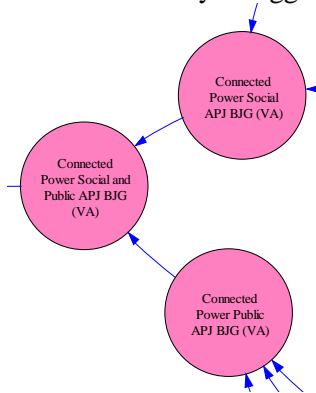 Connected
Power Social
APJ BJG (VA)
Connected
Power Social and
Public APJ BJG
(VA)
Connected
Power Public
APJ BJG (VA)